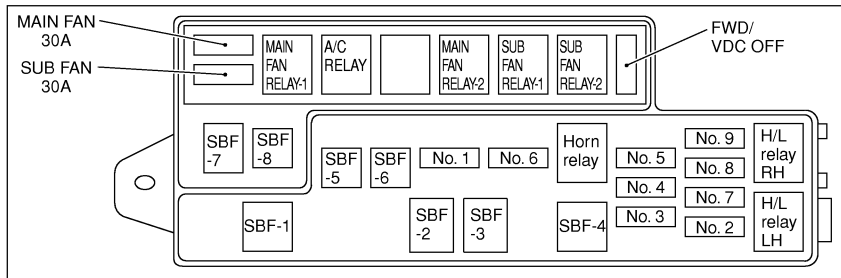 MAIN FAN
30A
SUB FAN
30A
MAIN
FAN
RELAY-1
A/C
RELAY
MAIN
FAN
RELAY-2
SUB
FAN
RELAY-1
SUB
FAN
RELAY-2
FWD/
VDC OFF
SBF
-7
SBF
-8
SBF
-5
SBF
-6
No. 1
No. 6
Horn
relay
No. 5
No. 4
No. 3
No. 9
No. 8
No. 7
No. 2
H/L
relay
RH
H/L
relay
LH
SBF-1
SBF
-2
SBF
-3
SBF-4